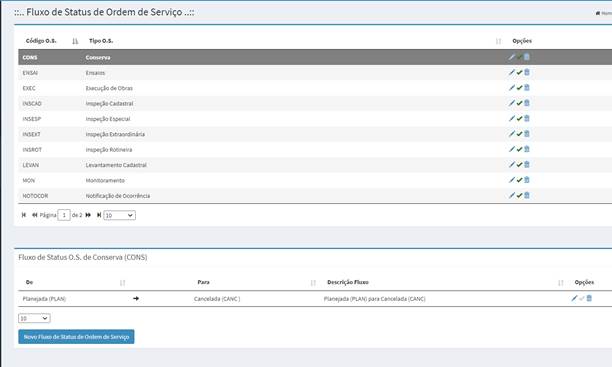 ::.. Fluxo de Status de Ordem de Serviço ..::
Home
Código O.S. Tipo O.S. Opções
CONS Conserva
ENSAI Ensaios
EXEC Execução de Obras
INSCAD Inspeção Cadastral
INSESP Inspeção Especial
INSEXT Inspeção Extraordinária
INSROT Inspeção Rotineira
LEVAN Levantamento Cadastral
MON Monitoramento
NOTOCOR Notificação de Ocorrência
Página 1 de 2 10
Fluxo de Status O.S. de Conserva (CONS)
De Para Descrição Fluxo Opções
Planejada (PLAN) Cancelada (CANC ) Planejada (PLAN) para Cancelada (CANC)
10
Novo Fluxo de Status de Ordem de Serviço